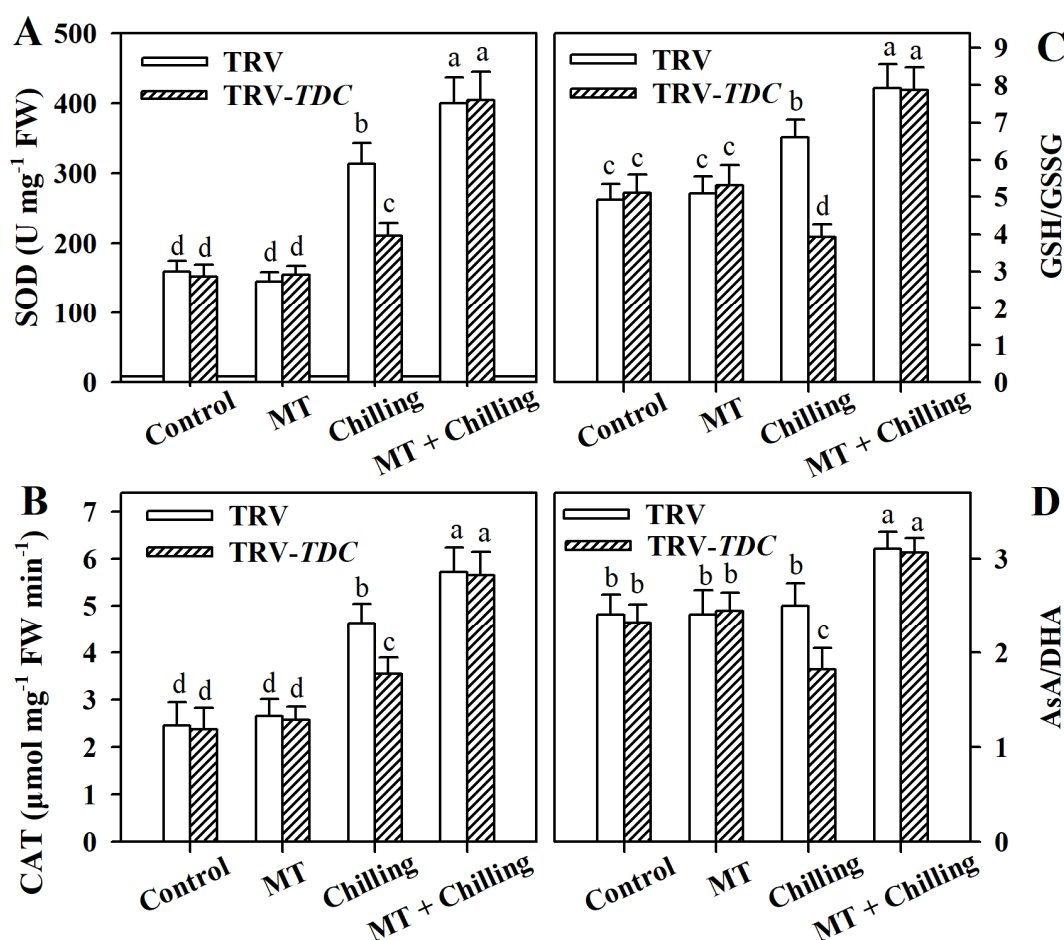 A
SOD (U mg⁻¹ FW)
500
400
300
200
100
0
TRV
TRV-TDC
d d d d b c a a
Control
MT
Chilling
MT + Chilling
C
GSH/GSSG
9
8
7
6
5
4
3
2
1
0
TRV
TRV-TDC
c c c c b d a a
Control
MT
Chilling
MT + Chilling
B
CAT (µmol mg⁻¹ FW min⁻¹)
7
6
5
4
3
2
1
0
TRV
TRV-TDC
d d d d b c a a
Control
MT
Chilling
MT + Chilling
D
AsA/DHA
3
2
1
0
TRV
TRV-TDC
b b b b b c a a
Control
MT
Chilling
MT + Chilling